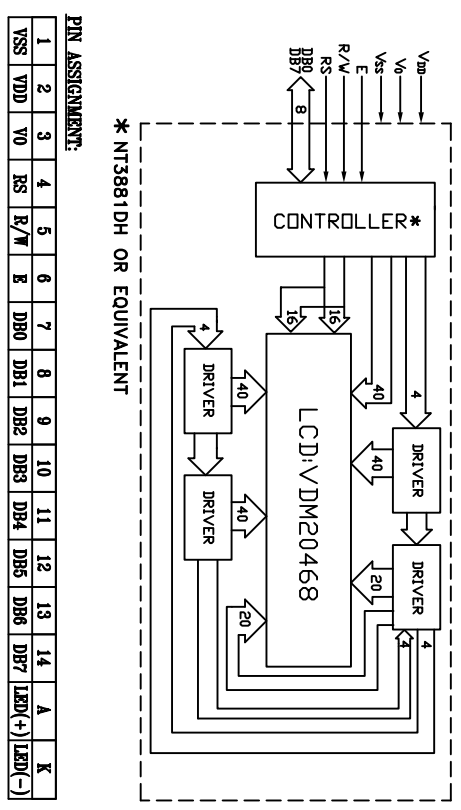 VDD
V0
VSS
E
R/W
RS
DB0
DB7
8
CONTROLLER*
4
DRIVER
DRIVER
4
40
40
20
16
16
LCD:VDM20468
40
40
20
4
DRIVER
DRIVER
4
* NT3881DH OR EQUIVALENT
PIN ASSIGNMENT:
1 2 3 4 5 6 7 8 9 10 11 12 13 14 A K
VSS VDD V0 RS R/W E DB0 DB1 DB2 DB3 DB4 DB5 DB6 DB7 LED(+) LED(-)